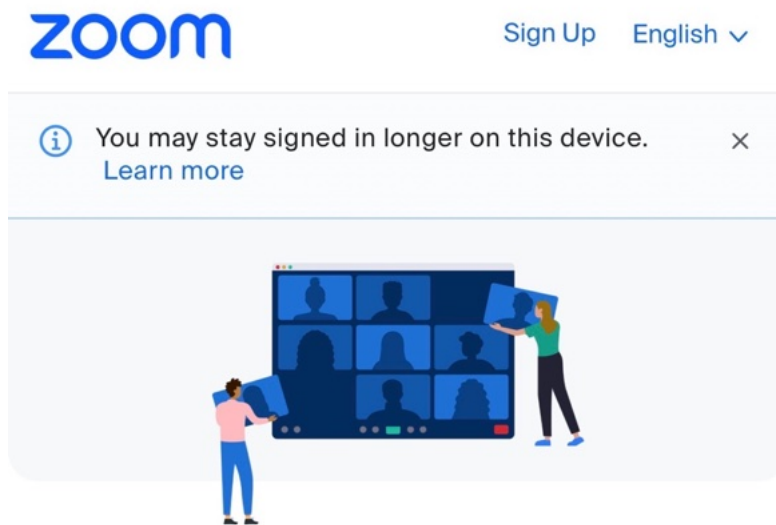 zoom
Sign Up English
You may stay signed in longer on this device.
Learn more